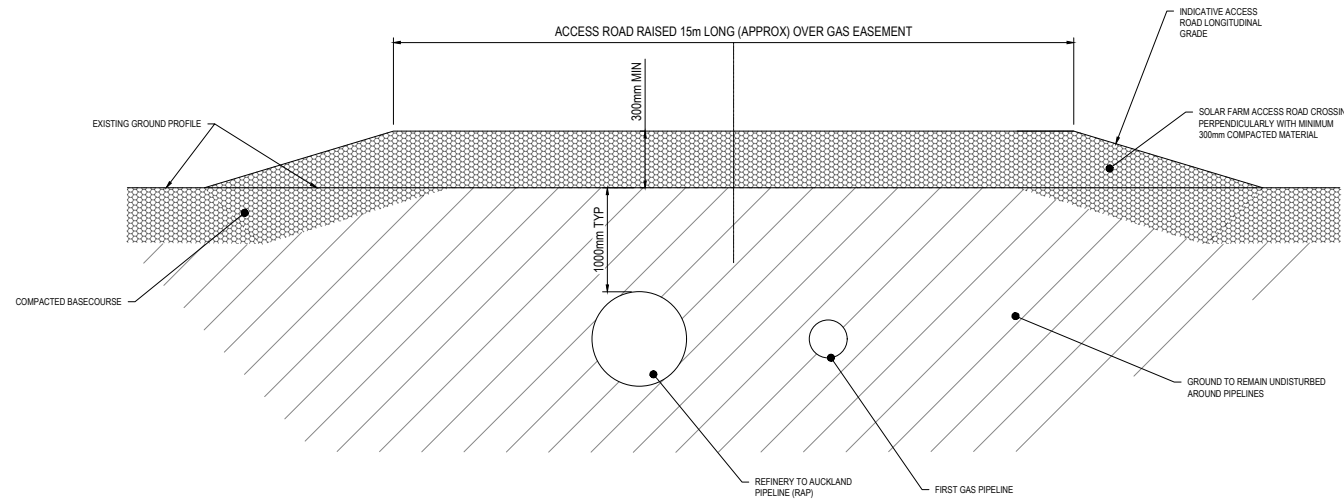 ACCESS ROAD RAISED 15m LONG (APPROX) OVER GAS EASEMENT
INDICATIVE ACCESS
ROAD LONGITUDINAL
GRADE
300mm MIN
EXISTING GROUND PROFILE
SOLAR FARM ACCESS ROAD CROSSIN
PERPENDICULARLY WITH MINIMUM
300mm COMPACTED MATERIAL
1000mm TYP
COMPACTED BASECOURSE
GROUND TO REMAIN UNDISTURBED
AROUND PIPELINES
REFINERY TO AUCKLAND
PIPELINE (RAP)
FIRST GAS PIPELINE